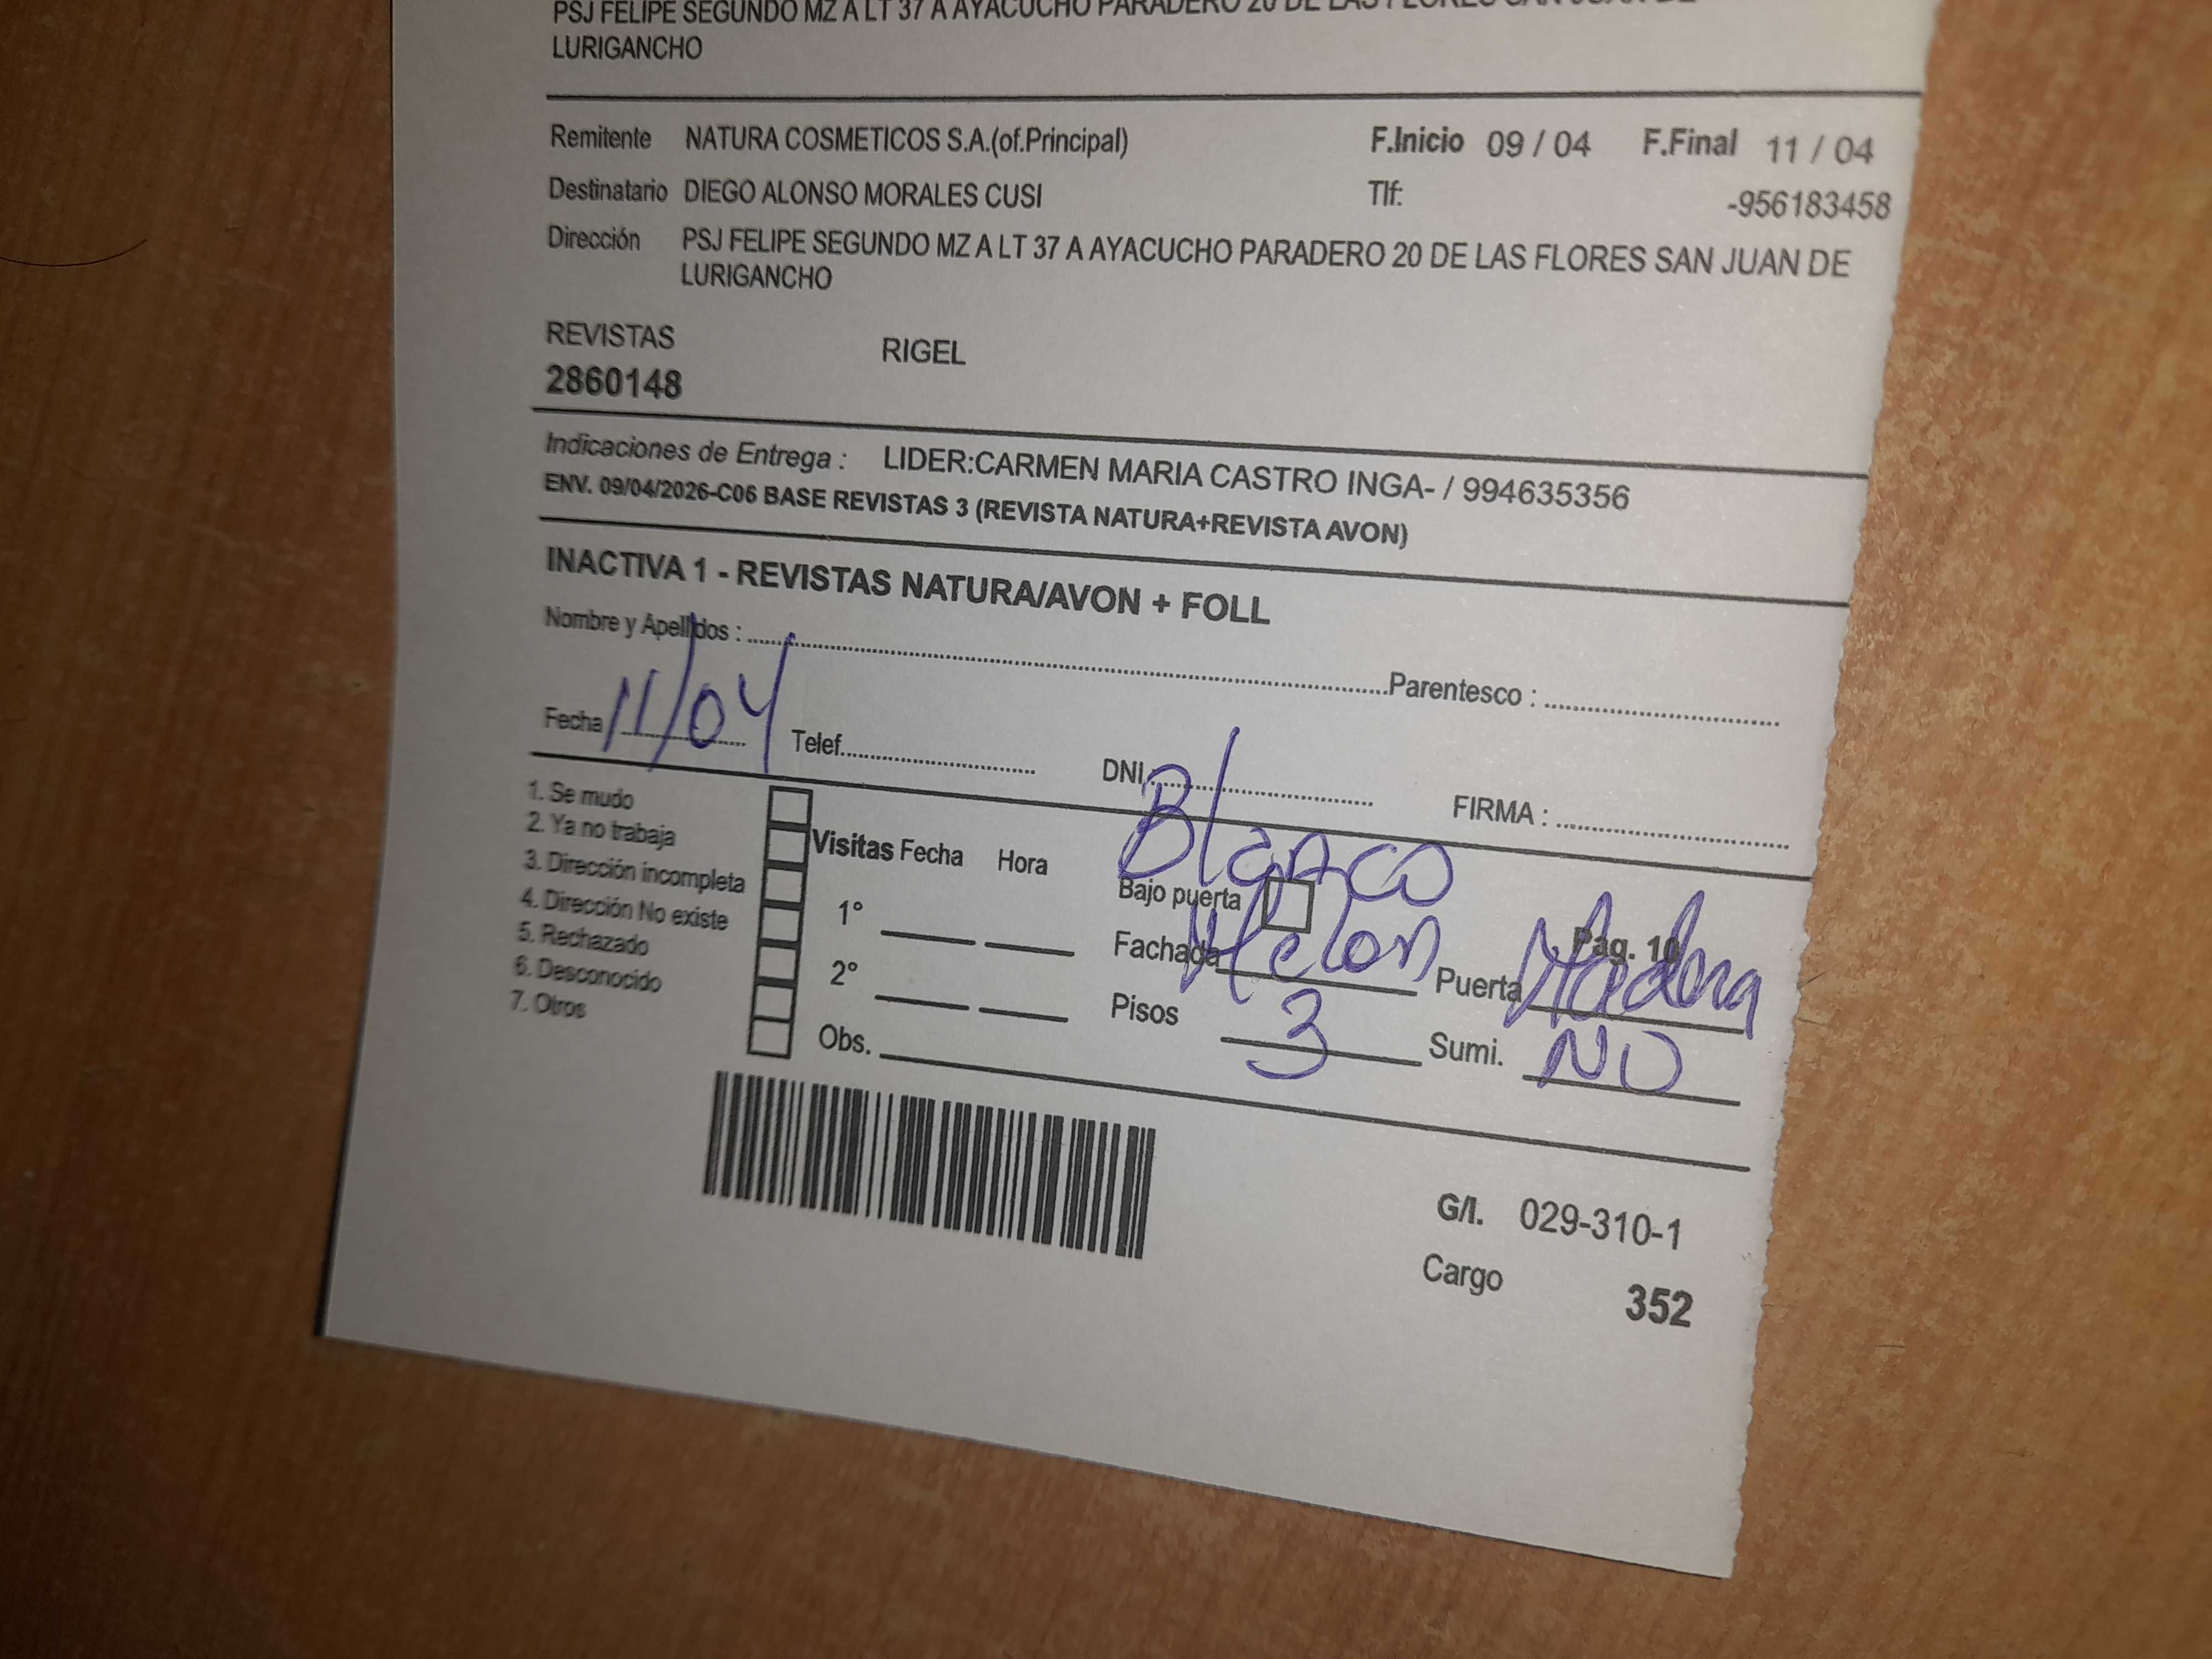 PSJ FELIPE SEGUNDO MZ A LT 37 A AYACUCHO PARADERO 20 DE LAS FLORES SAN JUAN DE
LURIGANCHO
Remitente NATURA COSMETICOS S.A.(of.Principal) F.Inicio 09 / 04 F.Final 11 / 04
Destinatario DIEGO ALONSO MORALES CUSI Tlf: -956183458
Dirección PSJ FELIPE SEGUNDO MZ A LT 37 A AYACUCHO PARADERO 20 DE LAS FLORES SAN JUAN DE
LURIGANCHO
REVISTAS RIGEL
2860148
Indicaciones de Entrega : LIDER:CARMEN MARIA CASTRO INGA- / 994635356
ENV. 09/04/2026-C06 BASE REVISTAS 3 (REVISTA NATURA+REVISTA AVON)
INACTIVA 1 - REVISTAS NATURA/AVON + FOLL
Nombre y Apellidos : Parentesco :
Fecha 11/04 Telef. DNI FIRMA :
1. Se mudo
2. Ya no trabaja
3. Dirección incompleta
4. Dirección No existe
5. Rechazado
6. Desconocido
7. Otros
Visitas Fecha Hora
1°
2°
Obs.
Blanco
Bajo puerta
Pag. 10
Fachada Melon Puerta Madera
Pisos 3 Sumi. NO
G/I. 029-310-1
Cargo 352